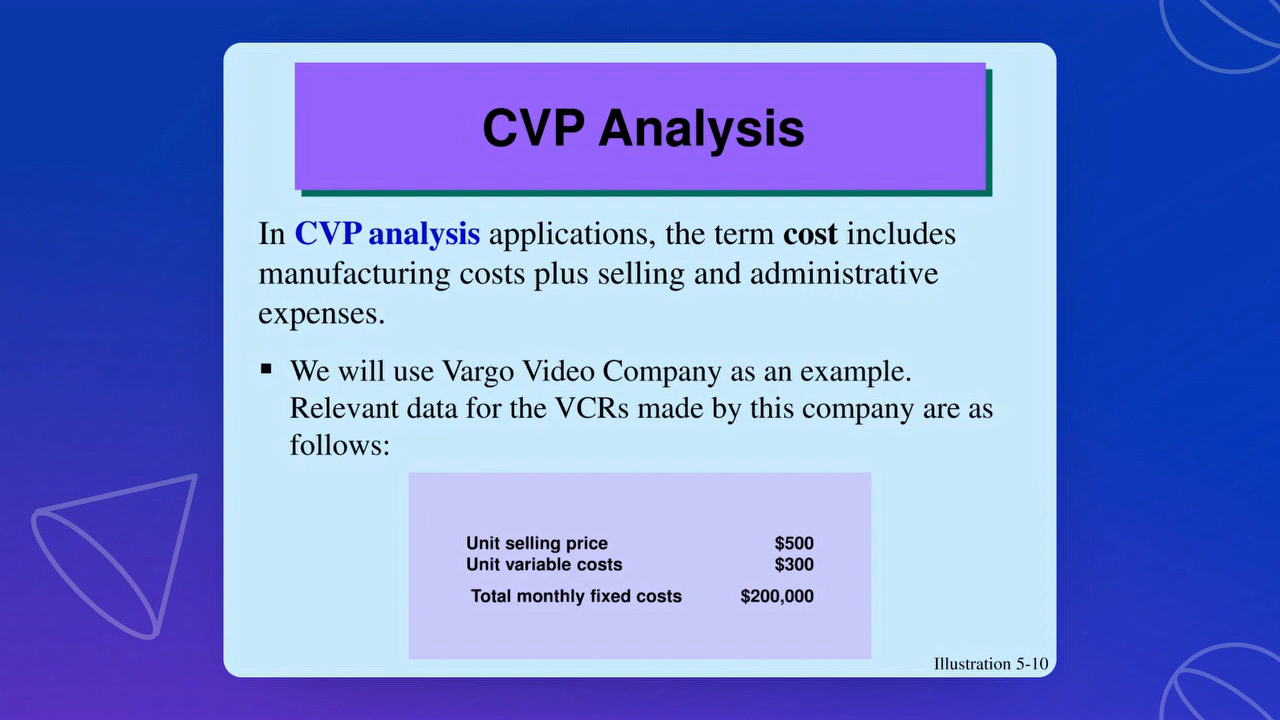 CVP Analysis
In CVP analysis applications, the term cost includes
manufacturing costs plus selling and administrative
expenses.
▪ We will use Vargo Video Company as an example.
Relevant data for the VCRs made by this company are as
follows:
Unit selling price $500
Unit variable costs $300
Total monthly fixed costs $200,000
Illustration 5-10